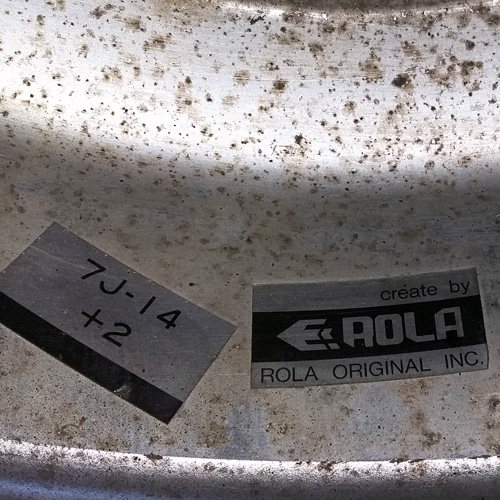 7J-14
+2
create by
ROLA
ROLA ORIGINAL INC.